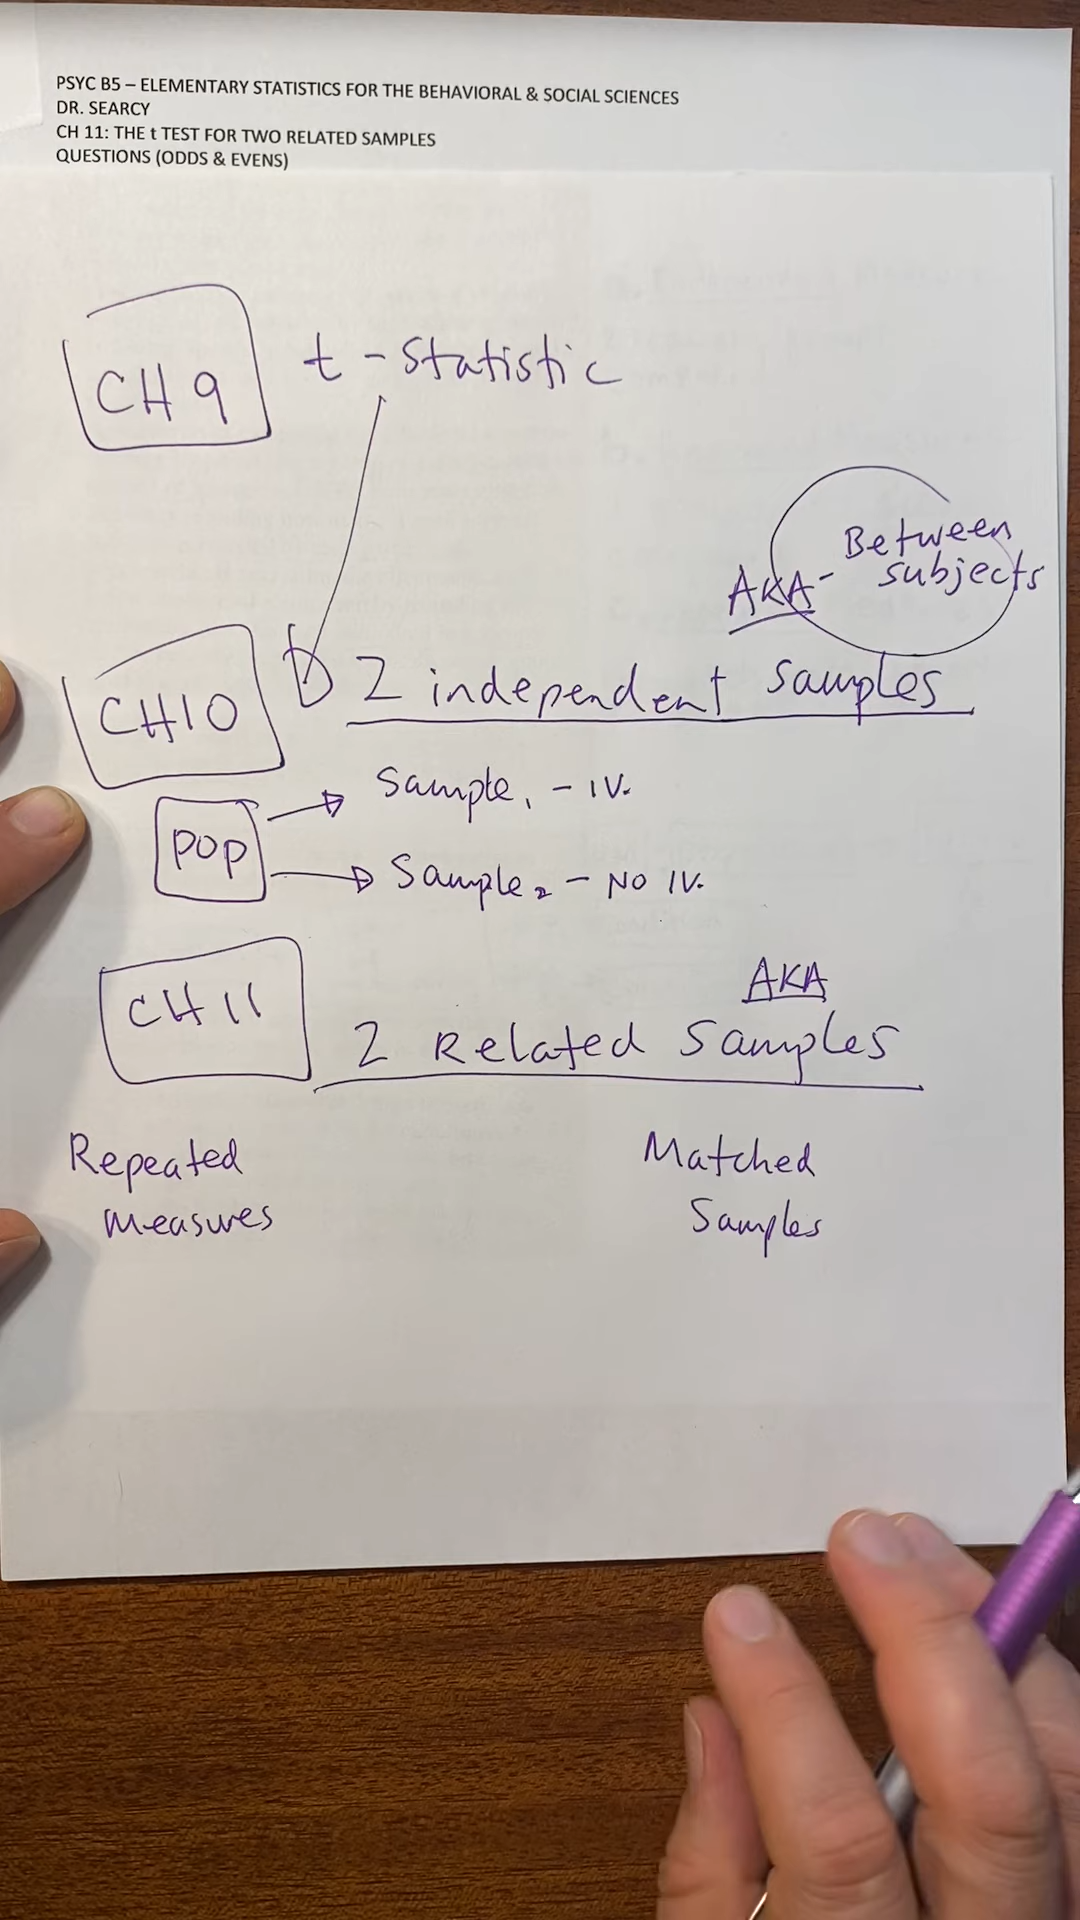 PSYC B5 – ELEMENTARY STATISTICS FOR THE BEHAVIORAL & SOCIAL SCIENCES
DR. SEARCY
CH 11: THE t TEST FOR TWO RELATED SAMPLES
QUESTIONS (ODDS & EVENS)
CH 9 t - Statistic
AKA - Between
subjects
CH10 2 independent samples
POP
Sample, - IV.
Sample₂ - NO IV.
AKA
CH 11 2 Related Samples
Repeated
measures
Matched
Samples